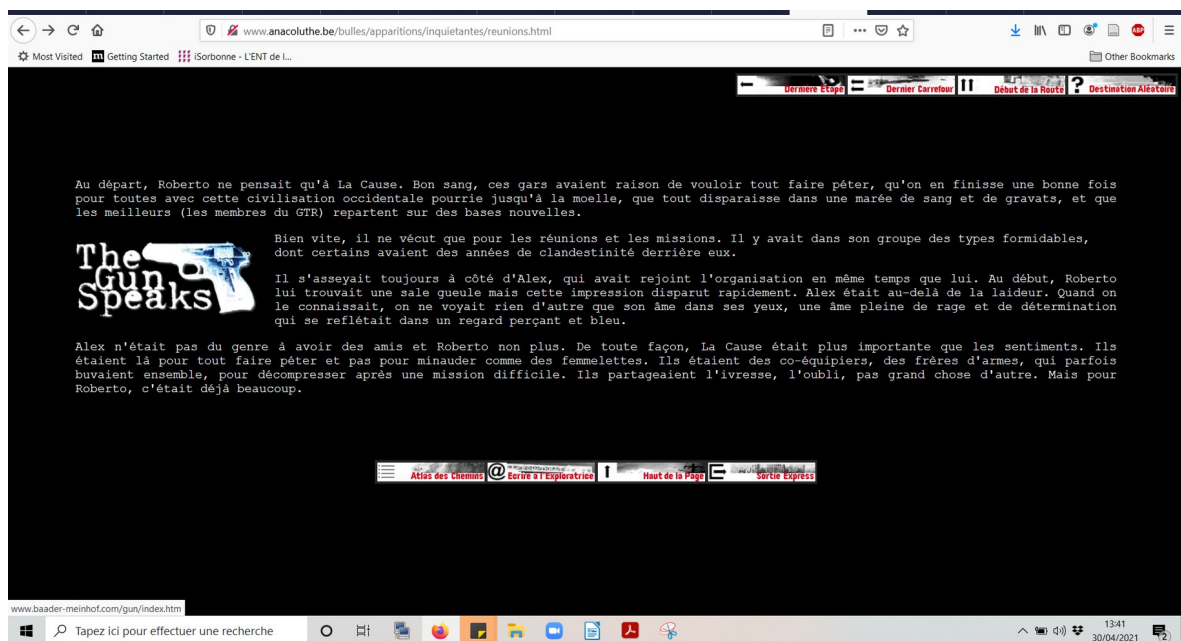 www.anacoluthe.be/bulles/apparitions/inquietantes/reunions.html
Most Visited Getting Started iSorbonne - L'ENT de l... Other Bookmarks
Dernière Etape Dernier Carrefour Début de la Route ? Destination Aléatoire
Au départ, Roberto ne pensait qu'à La Cause. Bon sang, ces gars avaient raison de vouloir tout faire péter, qu'on en finisse une bonne fois
pour toutes avec cette civilisation occidentale pourrie jusqu'à la moelle, que tout disparaisse dans une marée de sang et de gravats, et que
les meilleurs (les membres du GTR) repartent sur des bases nouvelles.
The
Gun
Speaks
Bien vite, il ne vécut que pour les réunions et les missions. Il y avait dans son groupe des types formidables,
dont certains avaient des années de clandestinité derrière eux.
Il s'asseyait toujours à côté d'Alex, qui avait rejoint l'organisation en même temps que lui. Au début, Roberto
lui trouvait une sale gueule mais cette impression disparut rapidement. Alex était au-delà de la laideur. Quand on
le connaissait, on ne voyait rien d'autre que son âme dans ses yeux, une âme pleine de rage et de détermination
qui se reflétait dans un regard perçant et bleu.
Alex n'était pas du genre à avoir des amis et Roberto non plus. De toute façon, La Cause était plus importante que les sentiments. Ils
étaient là pour tout faire péter et pas pour minauder comme des femmelettes. Ils étaient des co-équipiers, des frères d'armes, qui parfois
buvaient ensemble, pour décompresser après une mission difficile. Ils partageaient l'ivresse, l'oubli, pas grand chose d'autre. Mais pour
Roberto, c'était déjà beaucoup.
Atlas des Chemins @ Ecrire à l'Exploratrice Haut de la Page Sortie Express
www.baader-meinhof.com/gun/index.htm
Tapez ici pour effectuer une recherche
13:41
30/04/2021
2